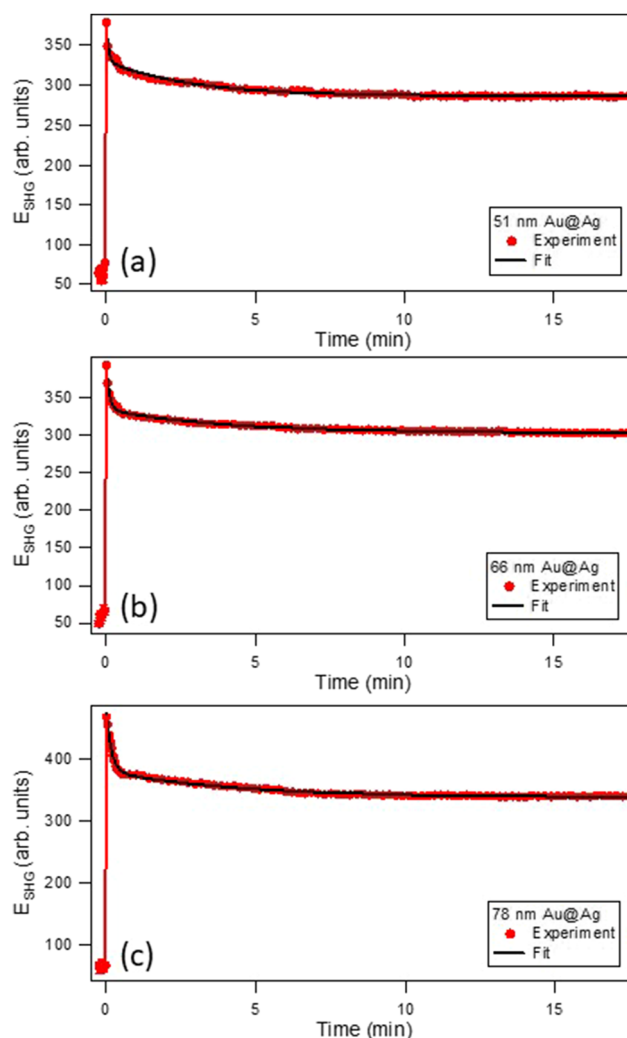 350
300
250
200
150
100
50
E_SHG (arb. units)
(a)
51 nm Au@Ag
Experiment
Fit
0 5 10 15
Time (min)
350
300
250
200
150
100
50
E_SHG (arb. units)
(b)
66 nm Au@Ag
Experiment
Fit
0 5 10 15
Time (min)
400
300
200
100
E_SHG (arb. units)
(c)
78 nm Au@Ag
Experiment
Fit
0 5 10 15
Time (min)